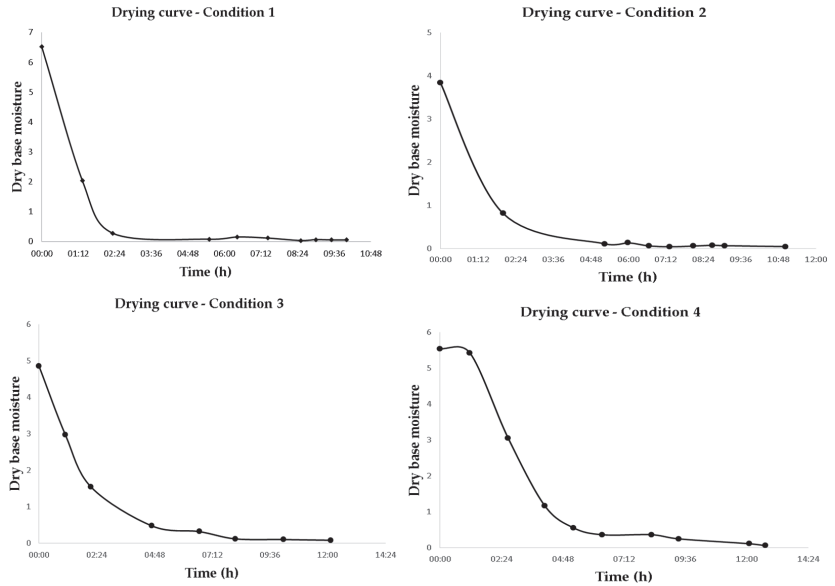 Drying curve - Condition 1
7
6
5
4
3
2
1
0
Dry base moisture
00:00 01:12 02:24 03:36 04:48 06:00 07:12 08:24 09:36 10:48
Time (h)
Drying curve - Condition 2
5
4
3
2
1
0
Dry base moisture
00:00 01:12 02:24 03:36 04:48 06:00 07:12 08:24 09:36 10:48 12:00
Time (h)
Drying curve - Condition 3
6
5
4
3
2
1
0
Dry base moisture
00:00 02:24 04:48 07:12 09:36 12:00 14:24
Time (h)
Drying curve - Condition 4
6
5
4
3
2
1
0
Dry base moisture
00:00 02:24 04:48 07:12 09:36 12:00 14:24
Time (h)